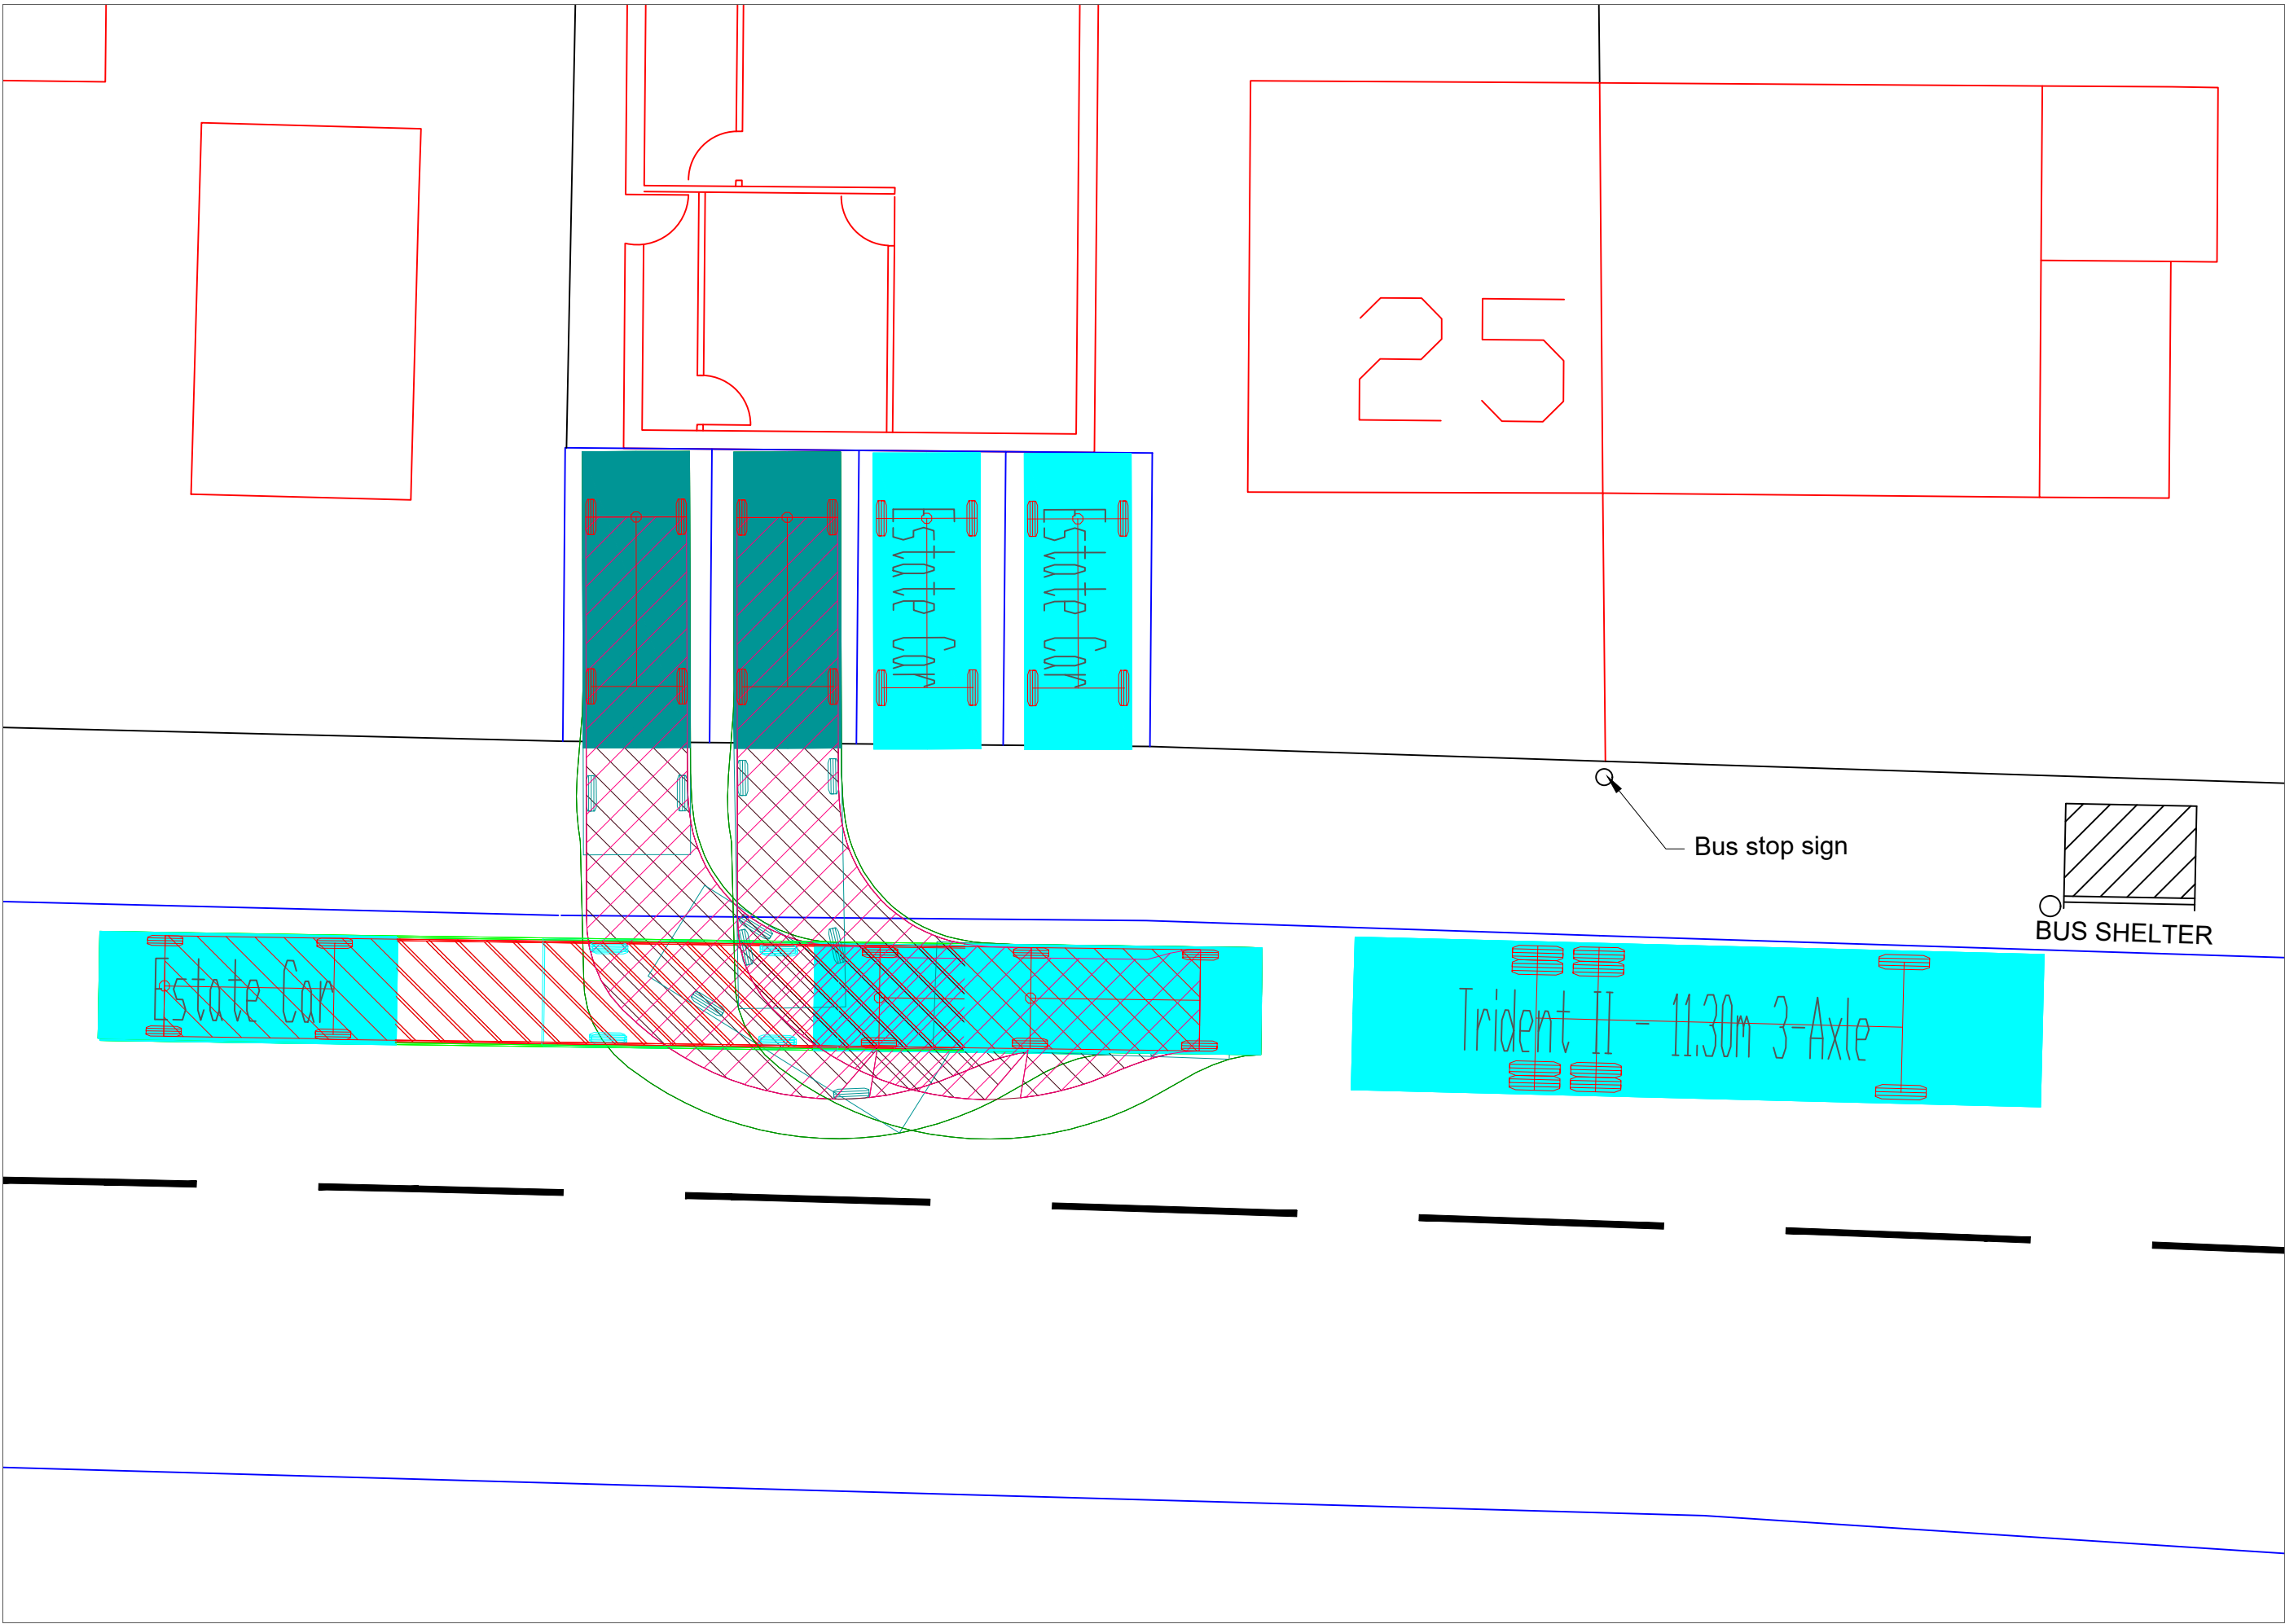 25
Estate Car
Estate Car
Bus stop sign
BUS SHELTER
Estate Car
Trident II - 11.30m 3-Axle